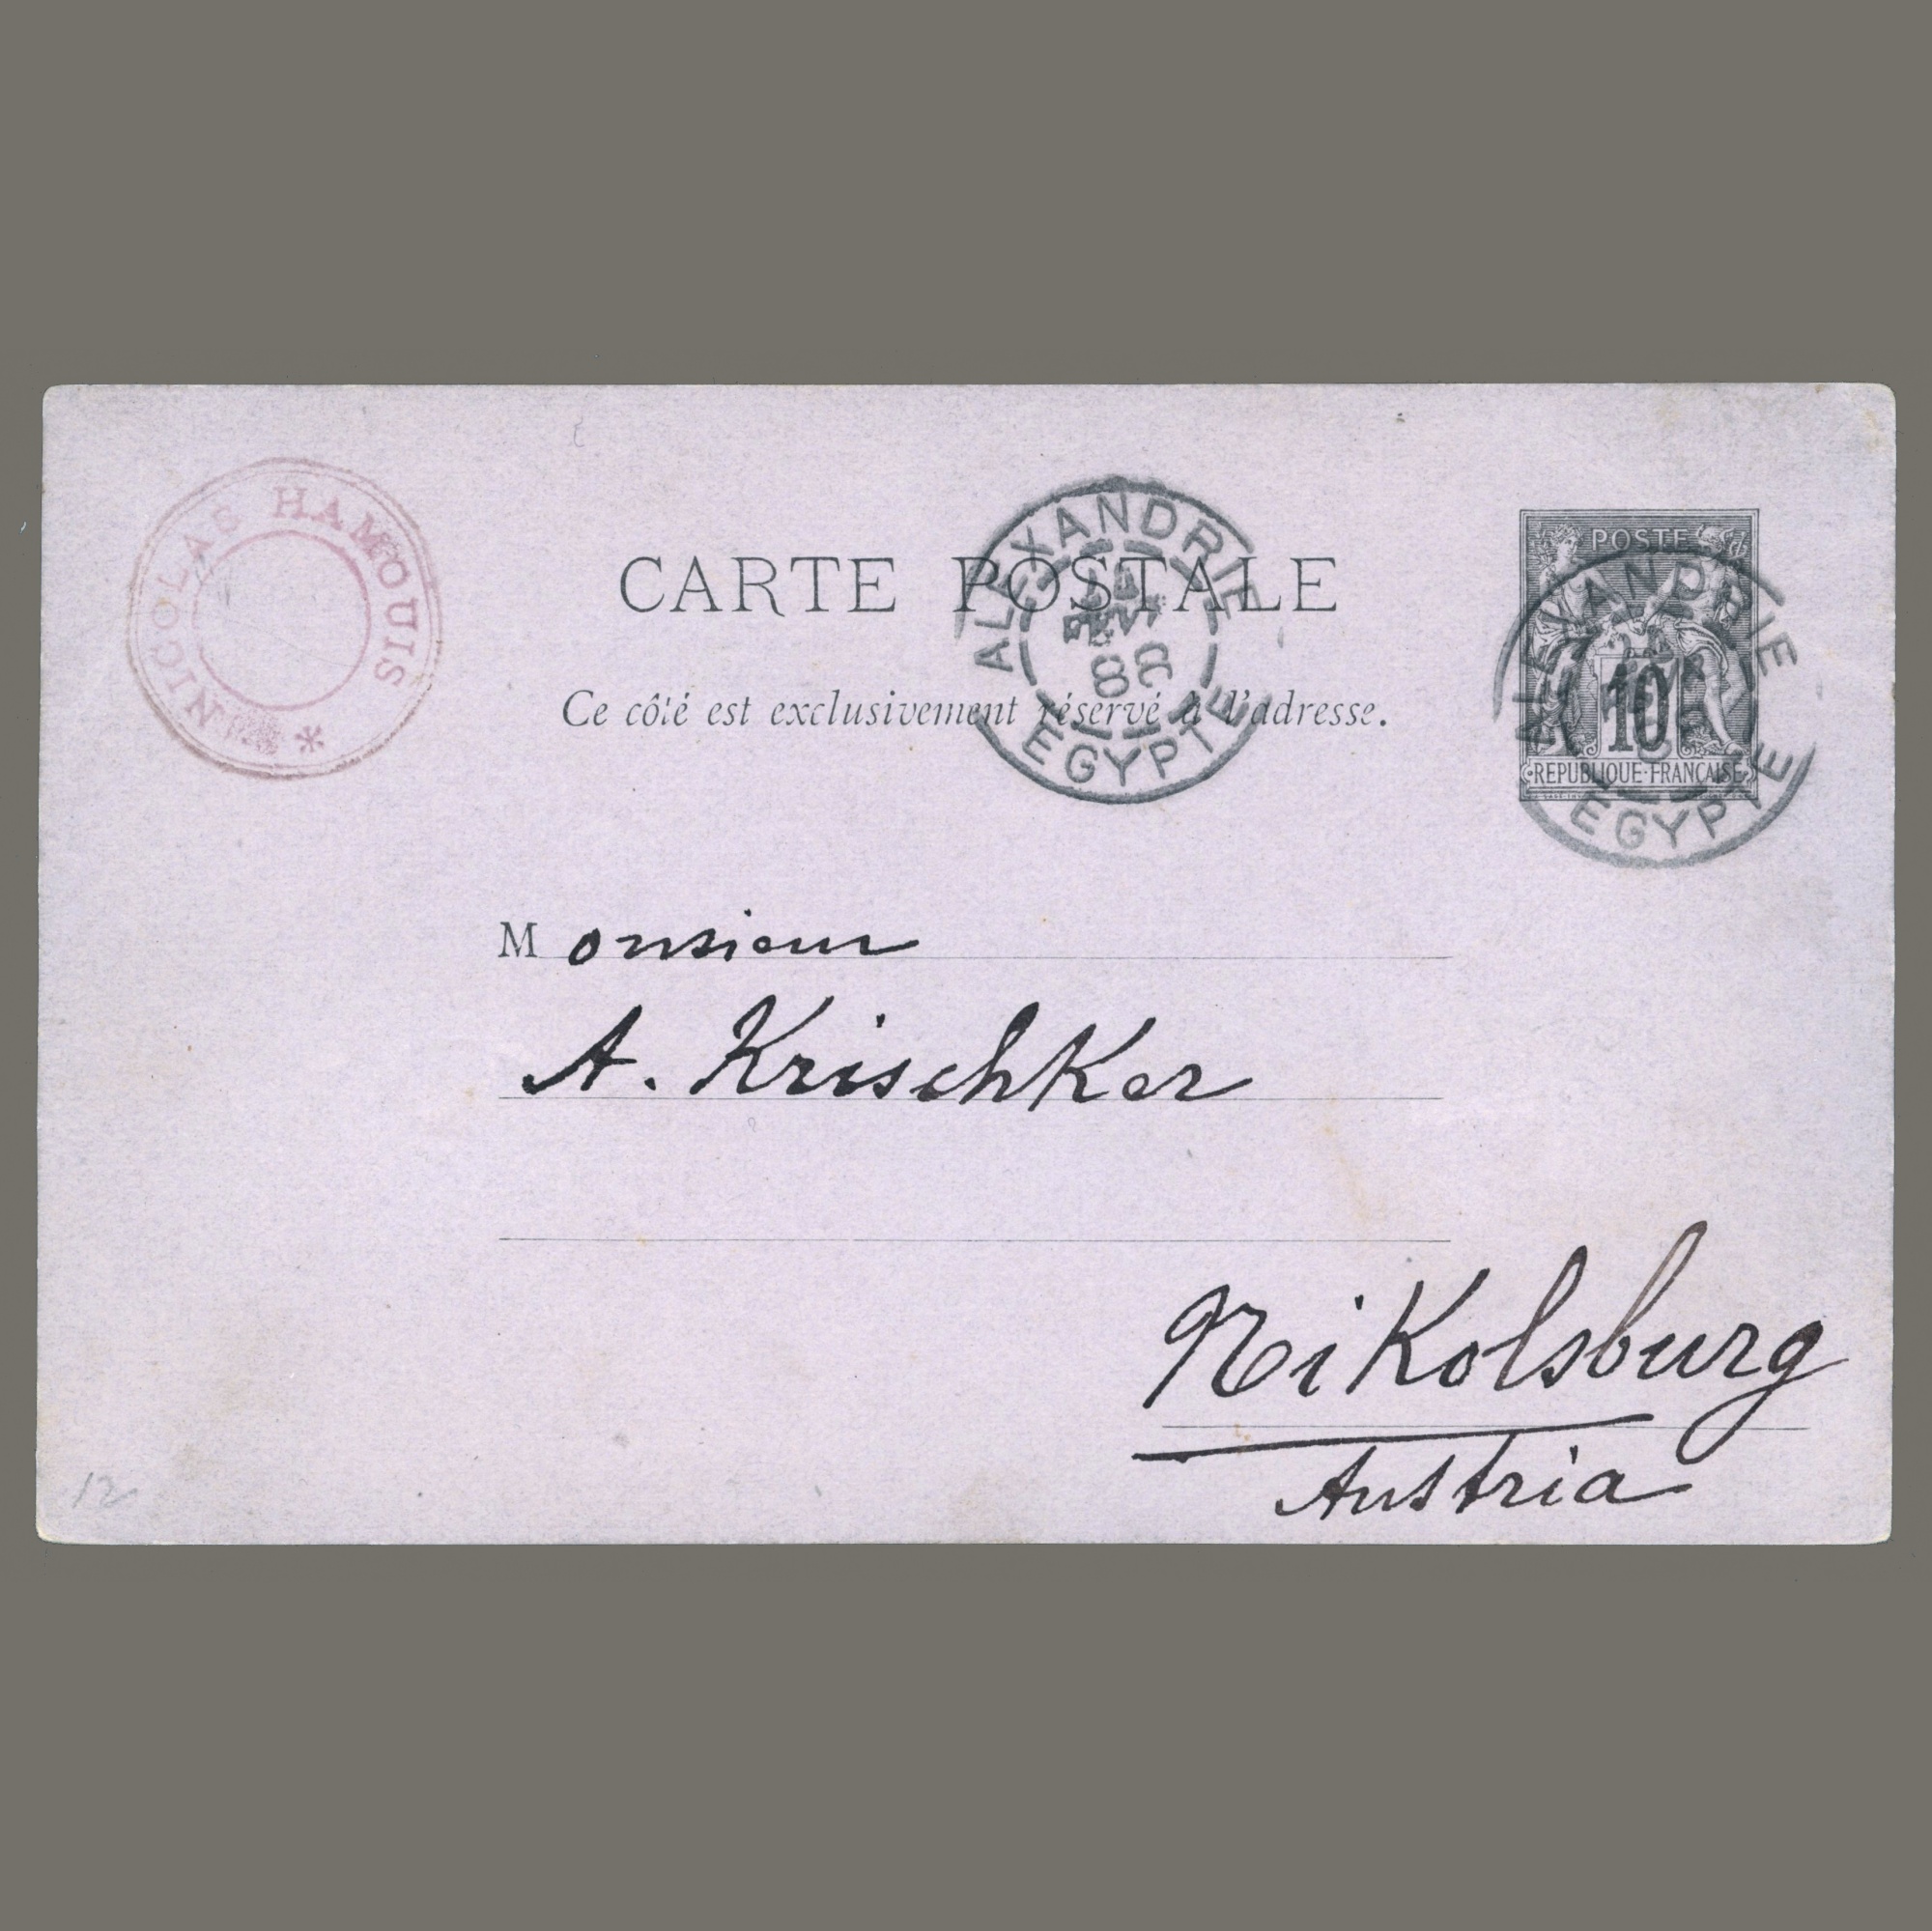 NICOLAS HAMOUIS *
CARTE POSTALE
Ce côté est exclusivement réservé à l'adresse.
ALEXANDRIE
88
EGYPTE
POSTE
10
REPUBLIQUE·FRANÇAISE
ALEXANDRIE
EGYPTE
Monsieur
A. Krischker
Nikolsburg
Austria
12